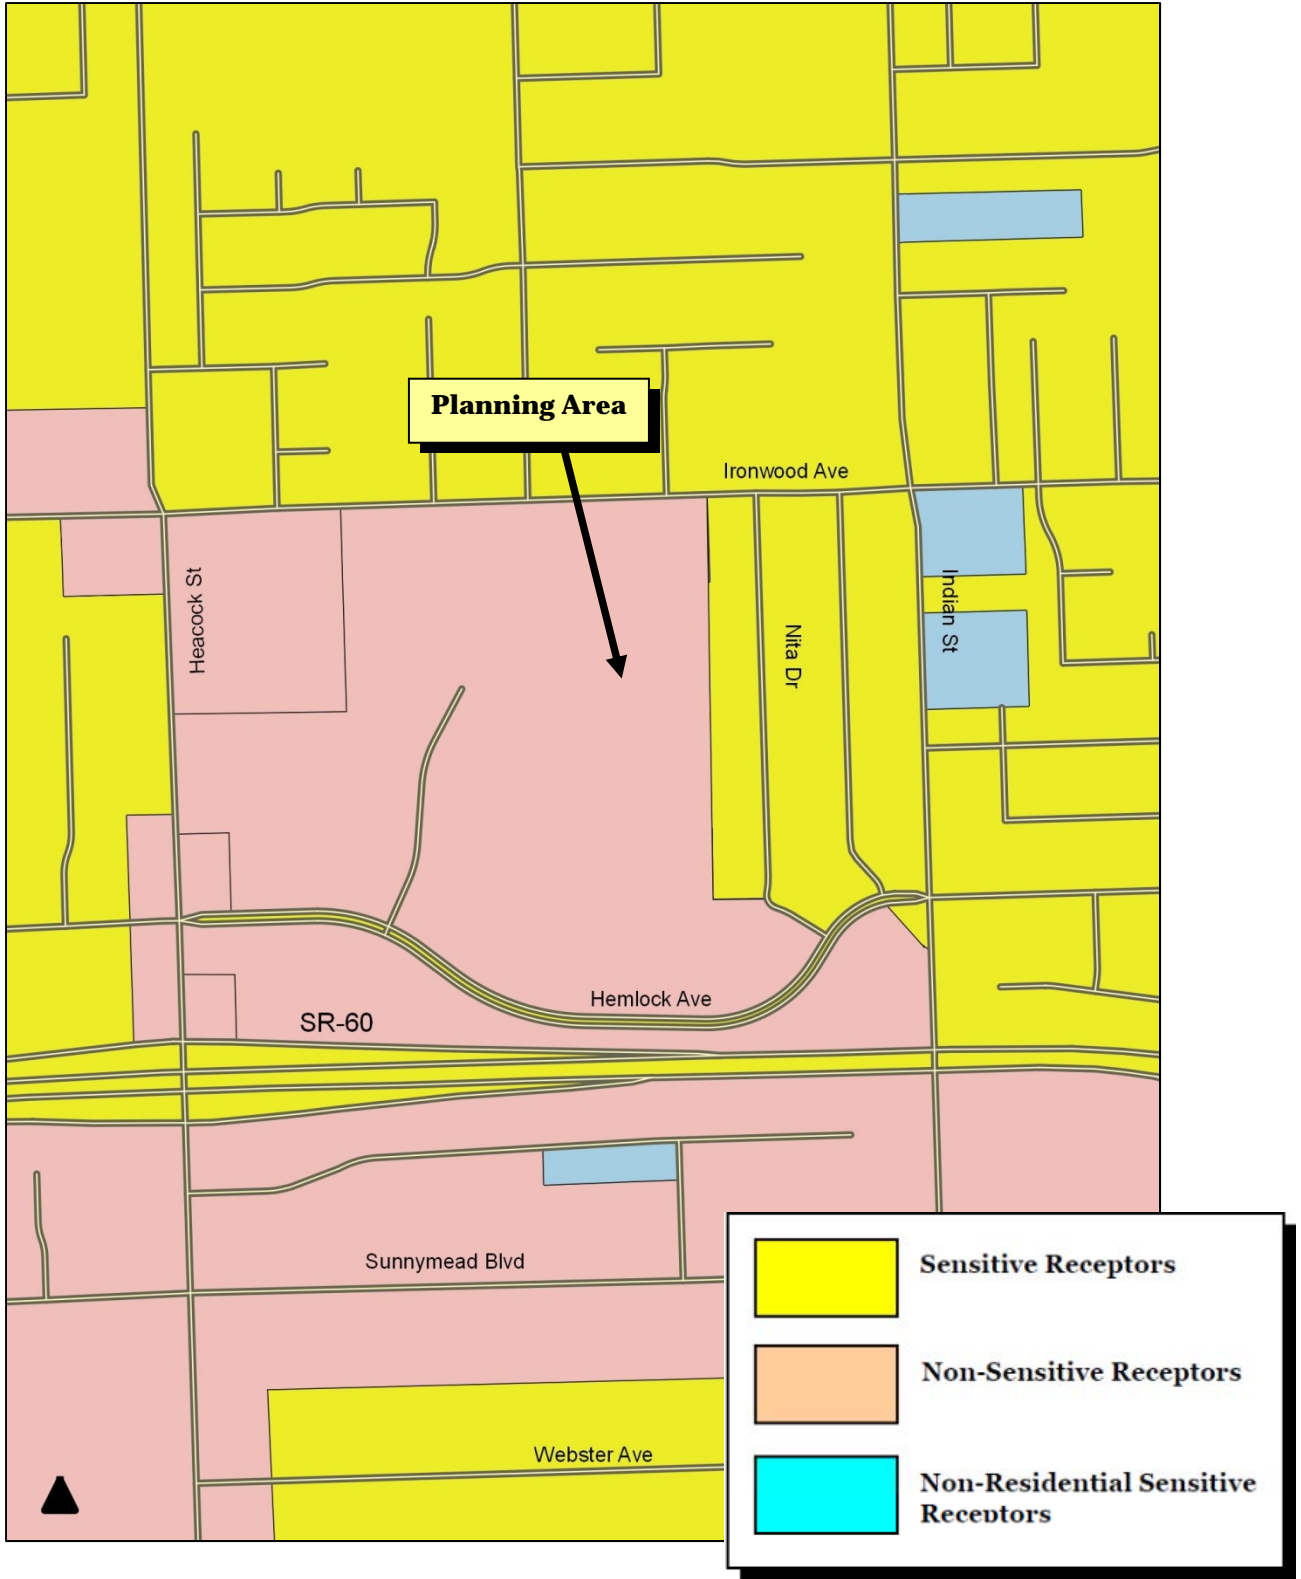 Planning Area
Ironwood Ave
Heacock St
Nita Dr
Indian St
Hemlock Ave
SR-60
Sunnymead Blvd
Webster Ave
Sensitive Receptors
Non-Sensitive Receptors
Non-Residential Sensitive
Receptors